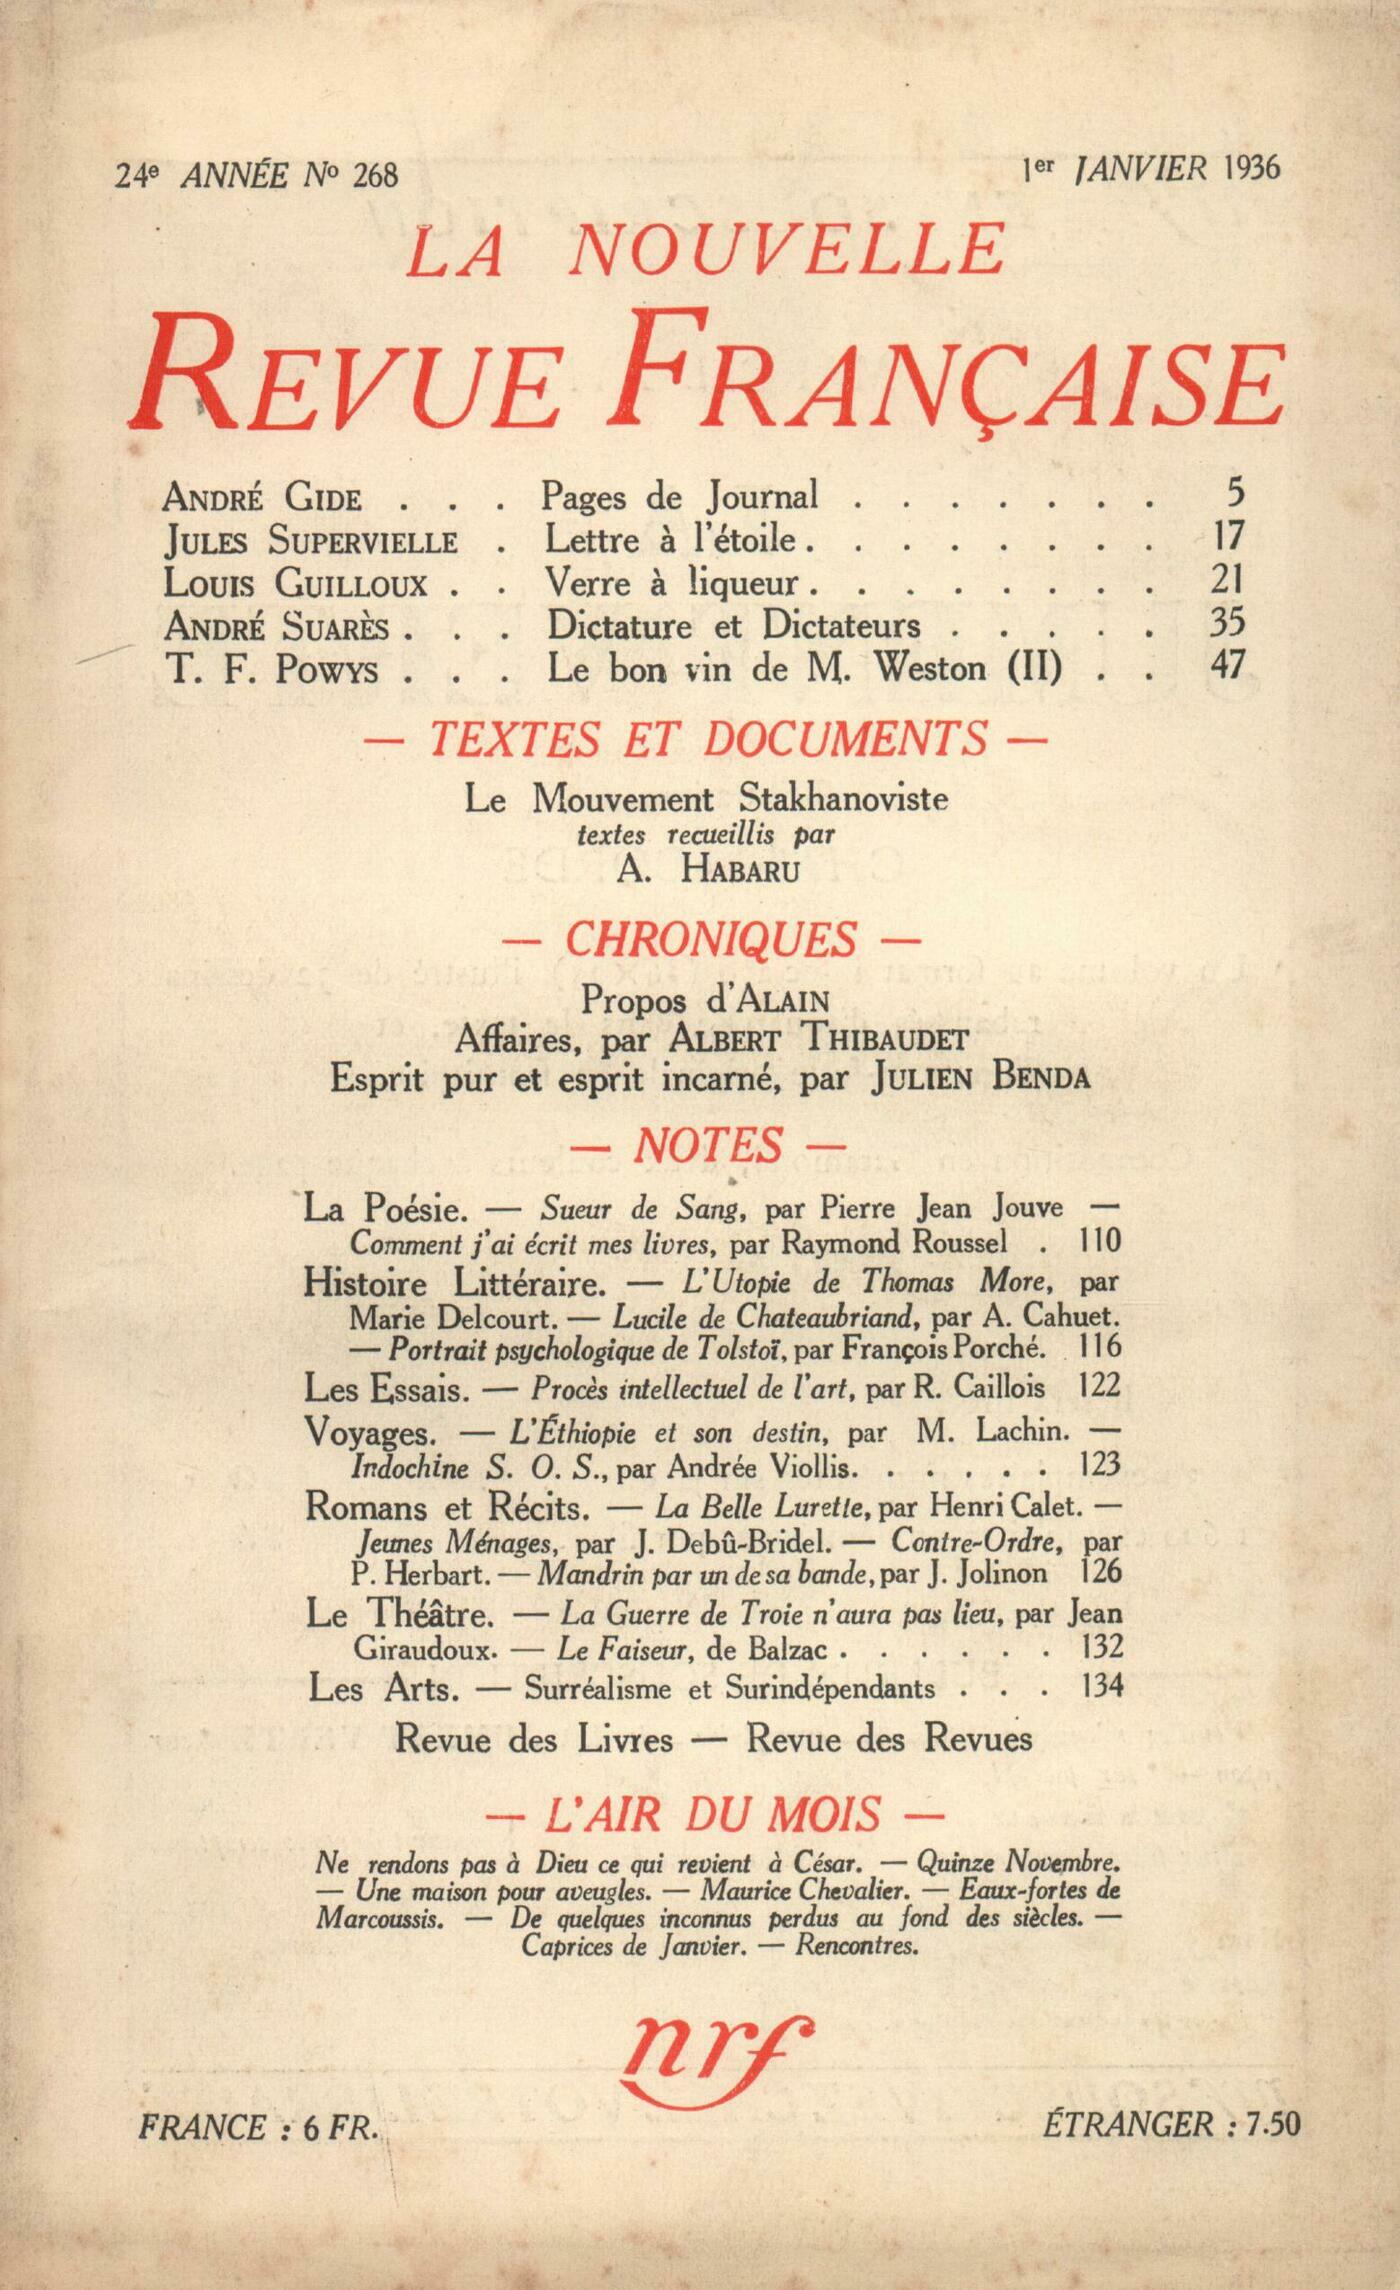 24e ANNÉE No 268
1er JANVIER 1936
LA NOUVELLE
REVUE FRANÇAISE
ANDRÉ GIDE . . . Pages de Journal . . . . . . . 5
JULES SUPERVIELLE . Lettre à l'étoile . . . . . . . . 17
LOUIS GUILLOUX . . Verre à liqueur . . . . . . . . 21
ANDRÉ SUARÈS . . . Dictature et Dictateurs . . . . . 35
T. F. POWYS . . . Le bon vin de M. Weston (II) . . 47
— TEXTES ET DOCUMENTS —
Le Mouvement Stakhanoviste
textes recueillis par
A. HABARU
— CHRONIQUES —
Propos d'ALAIN
Affaires, par ALBERT THIBAUDET
Esprit pur et esprit incarné, par JULIEN BENDA
— NOTES —
La Poésie. — Sueur de Sang, par Pierre Jean Jouve —
Comment j'ai écrit mes livres, par Raymond Roussel . 110
Histoire Littéraire. — L'Utopie de Thomas More, par
Marie Delcourt. — Lucile de Chateaubriand, par A. Cahuet.
— Portrait psychologique de Tolstoï, par François Porché. . 116
Les Essais. — Procès intellectuel de l'art, par R. Caillois 122
Voyages. — L'Éthiopie et son destin, par M. Lachin. —
Indochine S. O. S., par Andrée Viollis. . . . . . 123
Romans et Récits. — La Belle Lurette, par Henri Calet. —
Jeunes Ménages, par J. Debû-Bridel. — Contre-Ordre, par
P. Herbart. — Mandrin par un de sa bande, par J. Jolinon 126
Le Théâtre. — La Guerre de Troie n'aura pas lieu, par Jean
Giraudoux. — Le Faiseur, de Balzac . . . . . . 132
Les Arts. — Surréalisme et Surindépendants . . . 134
Revue des Livres — Revue des Revues
— L'AIR DU MOIS —
Ne rendons pas à Dieu ce qui revient à César. — Quinze Novembre.
— Une maison pour aveugles. — Maurice Chevalier. — Eaux-fortes de
Marcoussis. — De quelques inconnus perdus au fond des siècles. —
Caprices de Janvier. — Rencontres.
nrf
FRANCE : 6 FR.
ÉTRANGER : 7.50